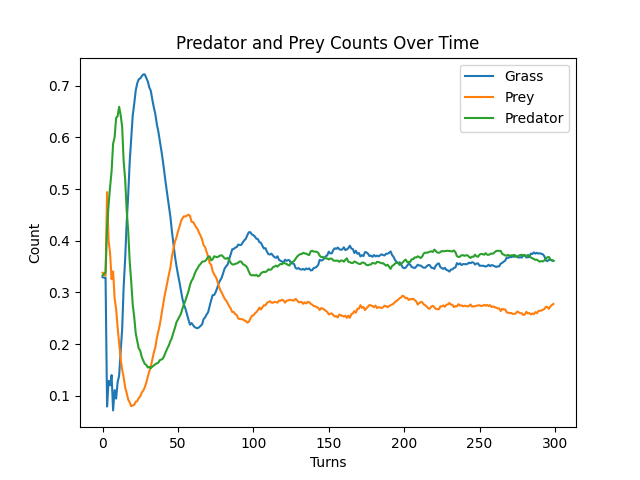 Predator and Prey Counts Over Time
Grass
Prey
Predator
Count
0.7
0.6
0.5
0.4
0.3
0.2
0.1
0 50 100 150 200 250 300
Turns